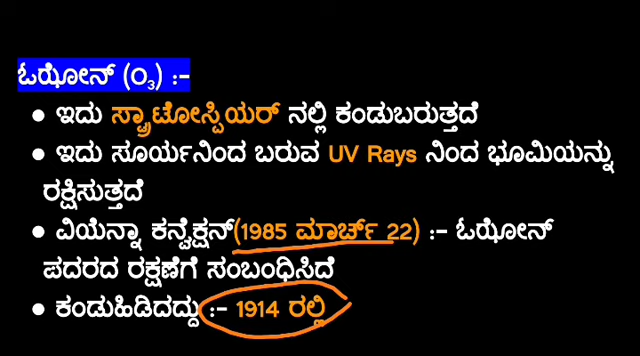 ಓಝೋನ್ (O₃) :-
● ಇದು ಸ್ಟ್ರಾಟೋಸ್ಪಿಯರ್ ನಲ್ಲಿ ಕಂಡುಬರುತ್ತದೆ
● ಇದು ಸೂರ್ಯನಿಂದ ಬರುವ UV Rays ನಿಂದ ಭೂಮಿಯನ್ನು
ರಕ್ಷಿಸುತ್ತದೆ
● ವಿಯೆನ್ನಾ ಕನ್ವೆಕ್ಷನ್(1985 ಮಾರ್ಚ್ 22) :- ಓಝೋನ್
ಪದರದ ರಕ್ಷಣೆಗೆ ಸಂಬಂಧಿಸಿದೆ
● ಕಂಡುಹಿಡಿದದ್ದು :- 1914 ರಲ್ಲಿ